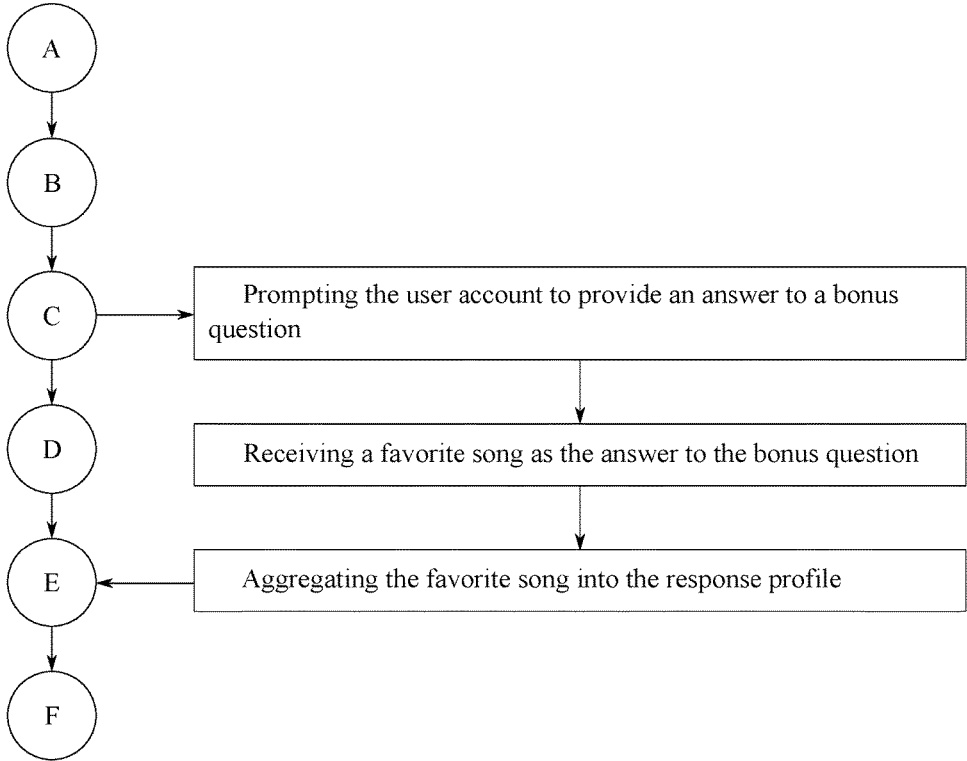 A
B
C
Prompting the user account to provide an answer to a bonus
question
D
Receiving a favorite song as the answer to the bonus question
E
Aggregating the favorite song into the response profile
F